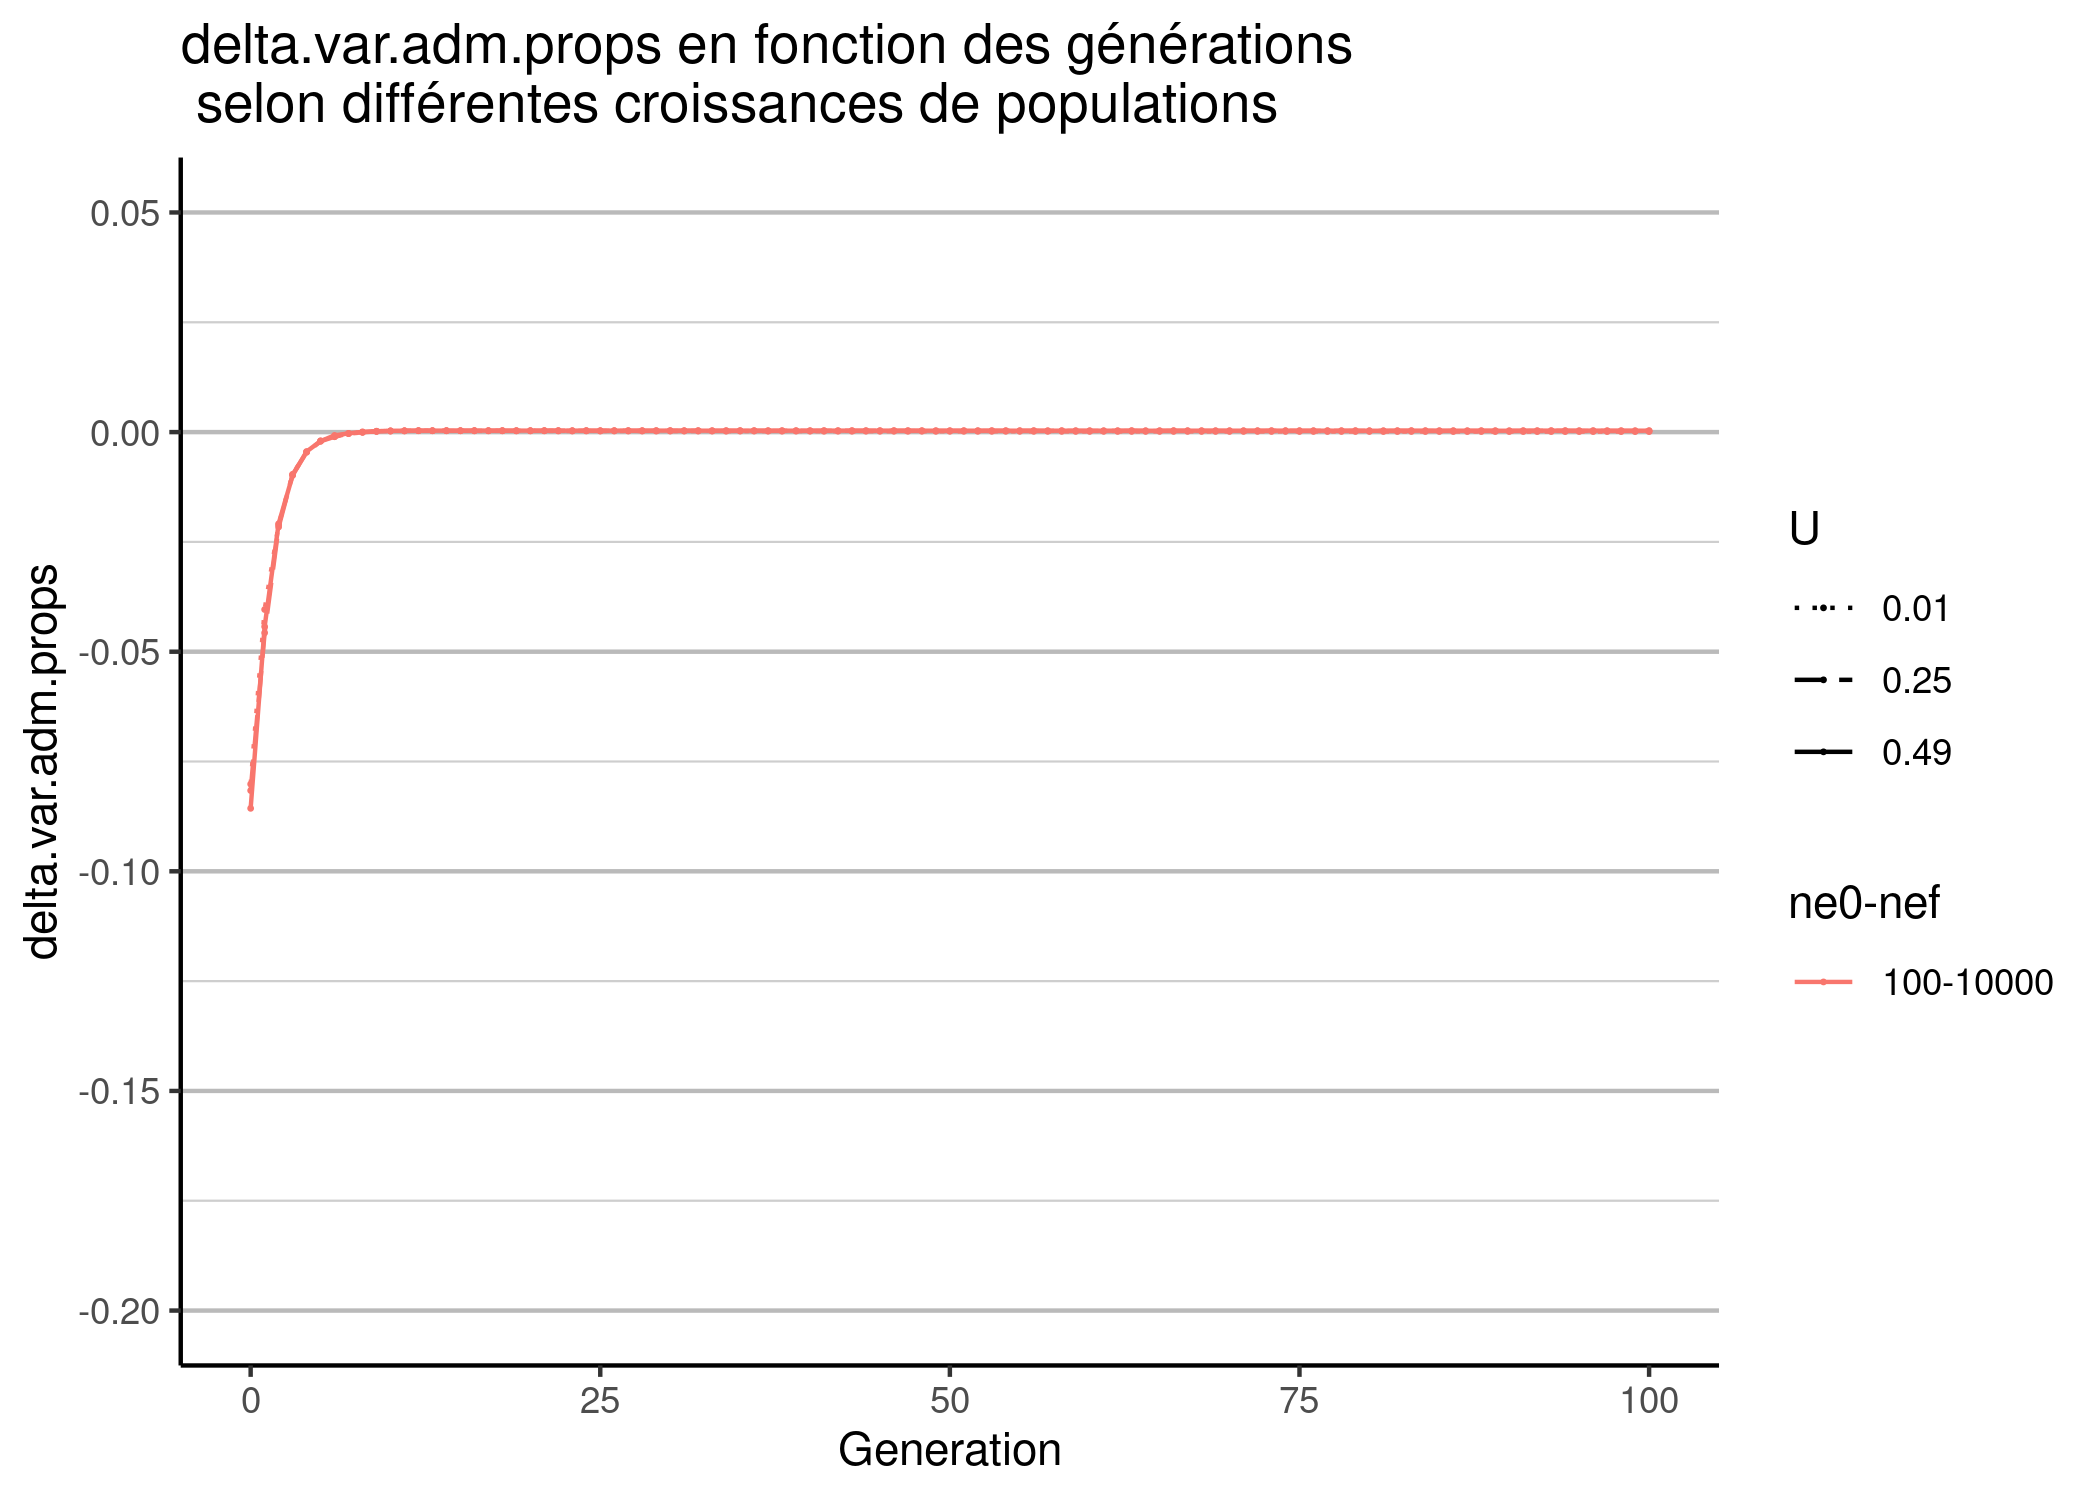 delta.var.adm.props en fonction des générations
selon différentes croissances de populations
delta.var.adm.props
0.05
0.00
-0.05
-0.10
-0.15
-0.20
0
25
50
75
100
Generation
U
0.01
0.25
0.49
ne0-nef
100-10000